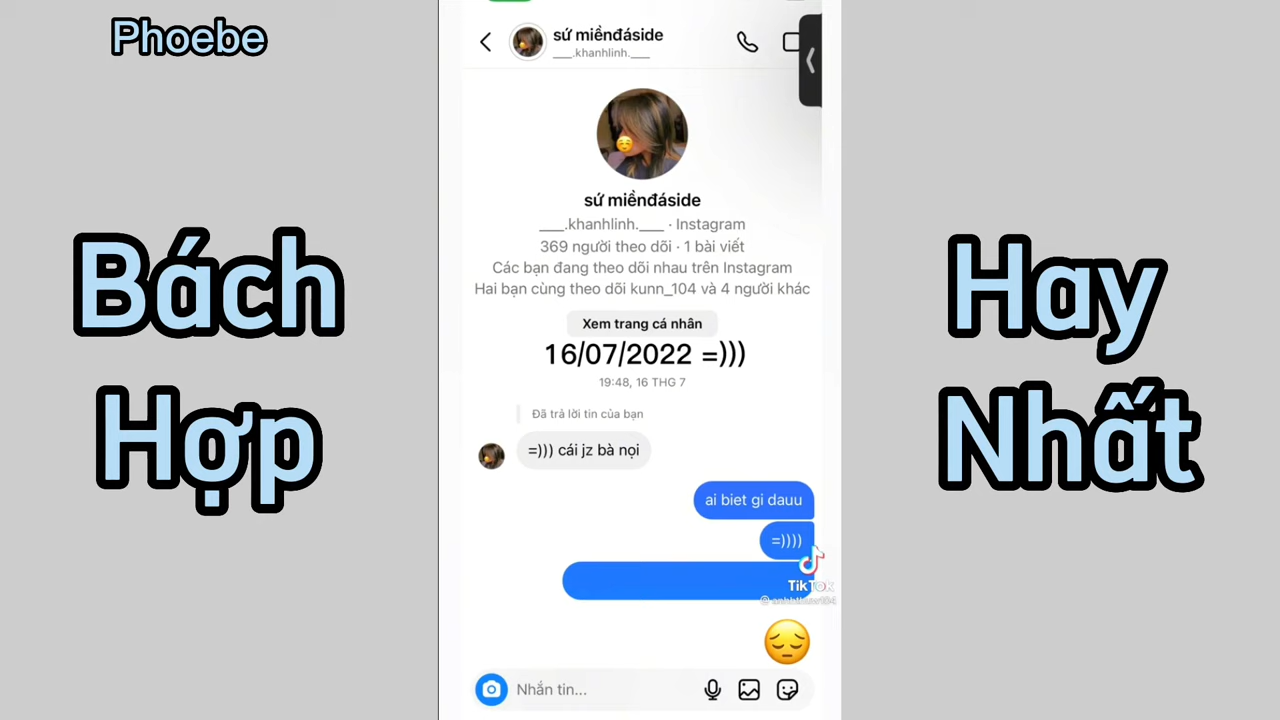 Phoebe
Bách
Hợp
Hay
Nhất
sứ miềnđáside
___.khanhlinh.___
sứ miềnđáside
___.khanhlinh.___ · Instagram
369 người theo dõi · 1 bài viết
Các bạn đang theo dõi nhau trên Instagram
Hai bạn cùng theo dõi kunn_104 và 4 người khác
Xem trang cá nhân
16/07/2022 =)))
19:48, 16 THG 7
Đã trả lời tin của bạn
=))) cái jz bà nọi
ai biet gi dauu
=))))
TikTok
Nhắn tin...